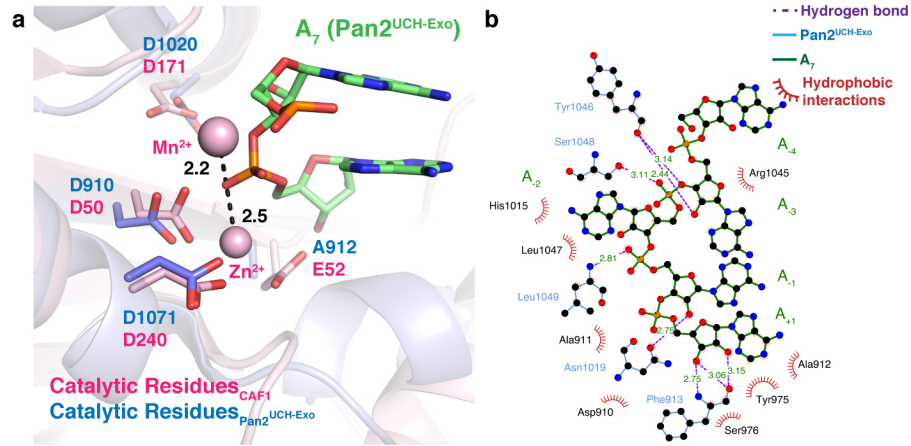 a
D1020
D171
A7 (Pan2UCH-Exo)
Mn2+
2.2
D910
D50
2.5
Zn2+
A912
E52
D1071
D240
Catalytic ResiduesCAF1
Catalytic ResiduesPan2UCH-Exo
b
Hydrogen bond
Pan2UCH-Exo
A7
Hydrophobic
interactions
Tyr1046
Ser1048
3.14
3.11
2.44
A-4
Arg1045
A-2
His1015
A-3
Leu1047
2.81
Leu1049
A-1
A+1
2.75
Ala911
Asn1019
Ala912
3.15
3.06
2.75
Tyr975
Asp910
Phe913
Ser976